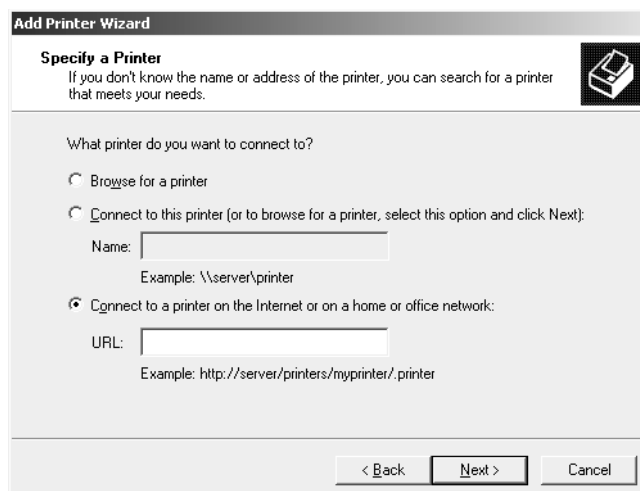 Add Printer Wizard
Specify a Printer
If you don't know the name or address of the printer, you can search for a printer
that meets your needs.
What printer do you want to connect to?
Browse for a printer
Connect to this printer (or to browse for a printer, select this option and click Next):
Name:
Example: \\server\printer
Connect to a printer on the Internet or on a home or office network:
URL:
Example: http://server/printers/myprinter/.printer
< Back Next > Cancel